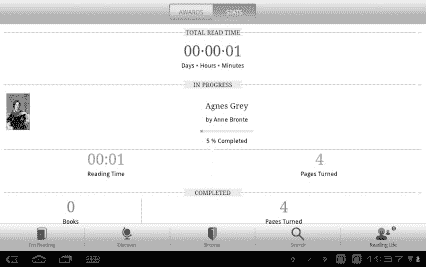 AWARDS STATS
TOTAL READ TIME
00:00:01
Days • Hours • Minutes
IN PROGRESS
Agnes Grey
by Anne Bronte
5 % Completed
00:01 4
Reading Time Pages Turned
COMPLETED
0 4
Books Pages Turned
I'm Reading Discover Browse Search Reading Life
11:37